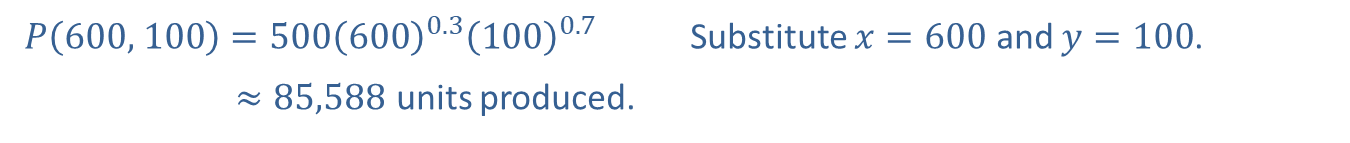 P(600, 100) = 500(600)^0.3(100)^0.7 Substitute x = 600 and y = 100.
≈ 85,588 units produced.